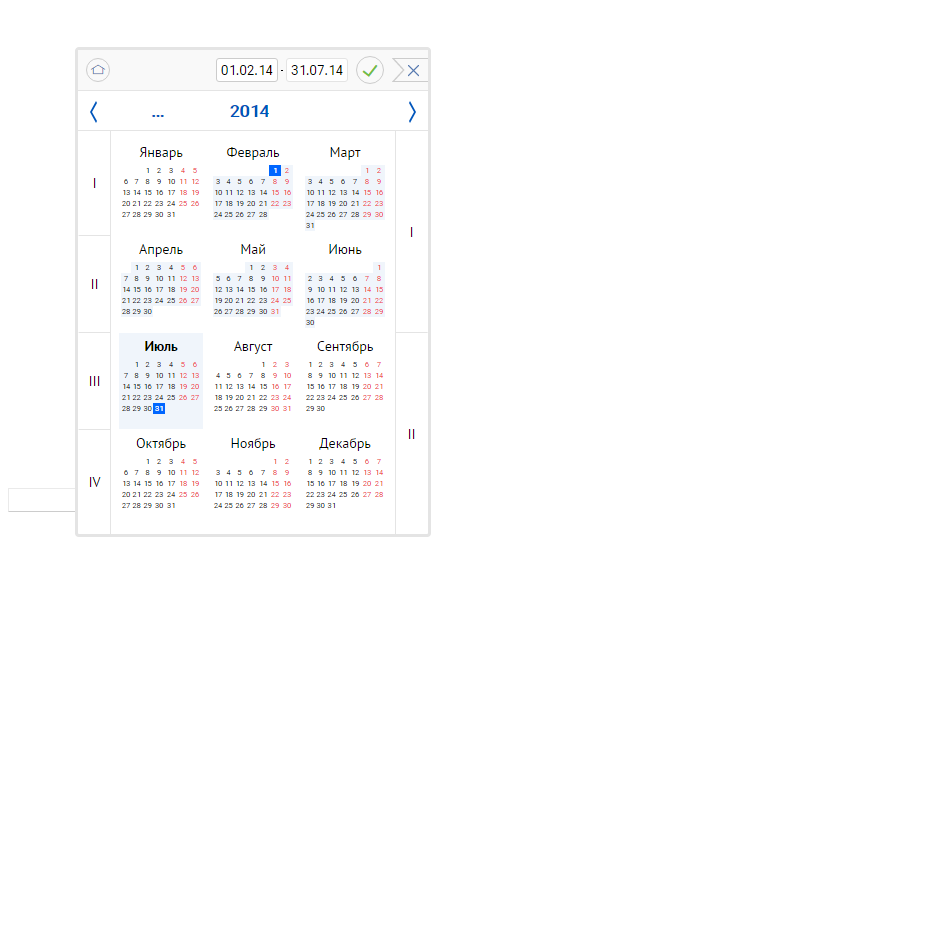 01.02.14 - 31.07.14
... 2014
Январь Февраль Март
1 2 3 4 5 1 2 1 2
6 7 8 9 10 11 12 3 4 5 6 7 8 9 3 4 5 6 7 8 9
I
13 14 15 16 17 18 19 10 11 12 13 14 15 16 10 11 12 13 14 15 16
20 21 22 23 24 25 26 17 18 19 20 21 22 23 17 18 19 20 21 22 23
27 28 29 30 31 24 25 26 27 28 24 25 26 27 28 29 30
31
I
Апрель Май Июнь
1 2 3 4 5 6 1 2 3 4 1
7 8 9 10 11 12 13 5 6 7 8 9 10 11 2 3 4 5 6 7 8
II
14 15 16 17 18 19 20 12 13 14 15 16 17 18 9 10 11 12 13 14 15
21 22 23 24 25 26 27 19 20 21 22 23 24 25 16 17 18 19 20 21 22
28 29 30 26 27 28 29 30 31 23 24 25 26 27 28 29
30
Июль Август Сентябрь
1 2 3 4 5 6 1 2 3 1 2 3 4 5 6 7
7 8 9 10 11 12 13 4 5 6 7 8 9 10 8 9 10 11 12 13 14
III
14 15 16 17 18 19 20 11 12 13 14 15 16 17 15 16 17 18 19 20 21
21 22 23 24 25 26 27 18 19 20 21 22 23 24 22 23 24 25 26 27 28
28 29 30 31 25 26 27 28 29 30 31 29 30
II
Октябрь Ноябрь Декабрь
1 2 3 4 5 1 2 1 2 3 4 5 6 7
6 7 8 9 10 11 12 3 4 5 6 7 8 9 8 9 10 11 12 13 14
IV
13 14 15 16 17 18 19 10 11 12 13 14 15 16 15 16 17 18 19 20 21
20 21 22 23 24 25 26 17 18 19 20 21 22 23 22 23 24 25 26 27 28
27 28 29 30 31 24 25 26 27 28 29 30 29 30 31